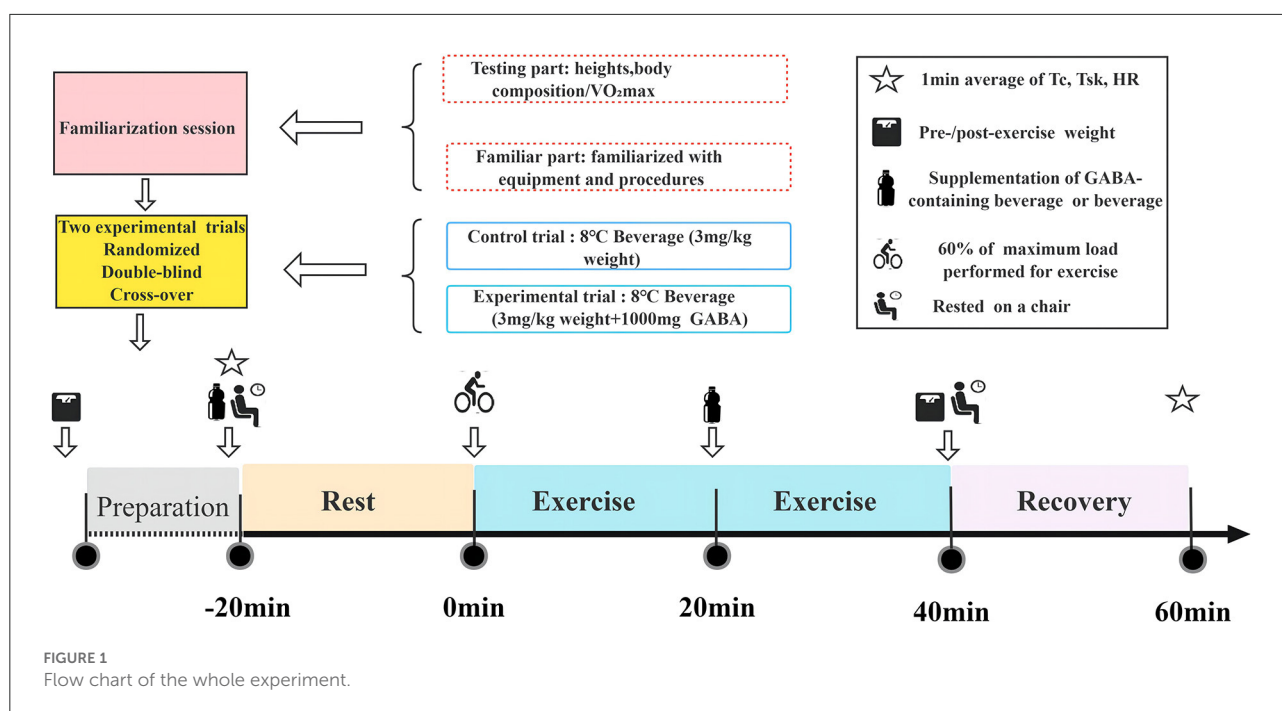 Familiarization session
Testing part: heights,body
composition/VO₂max
Familiar part: familiarized with
equipment and procedures
Two experimental trials
Randomized
Double-blind
Cross-over
Control trial : 8℃ Beverage (3mg/kg
weight)
Experimental trial : 8℃ Beverage
(3mg/kg weight+1000mg GABA)
1min average of Tc, Tsk, HR
Pre-/post-exercise weight
Supplementation of GABA-
containing beverage or beverage
60% of maximum load
performed for exercise
Rested on a chair
Preparation
Rest
Exercise
Exercise
Recovery
-20min
0min
20min
40min
60min
FIGURE 1
Flow chart of the whole experiment.